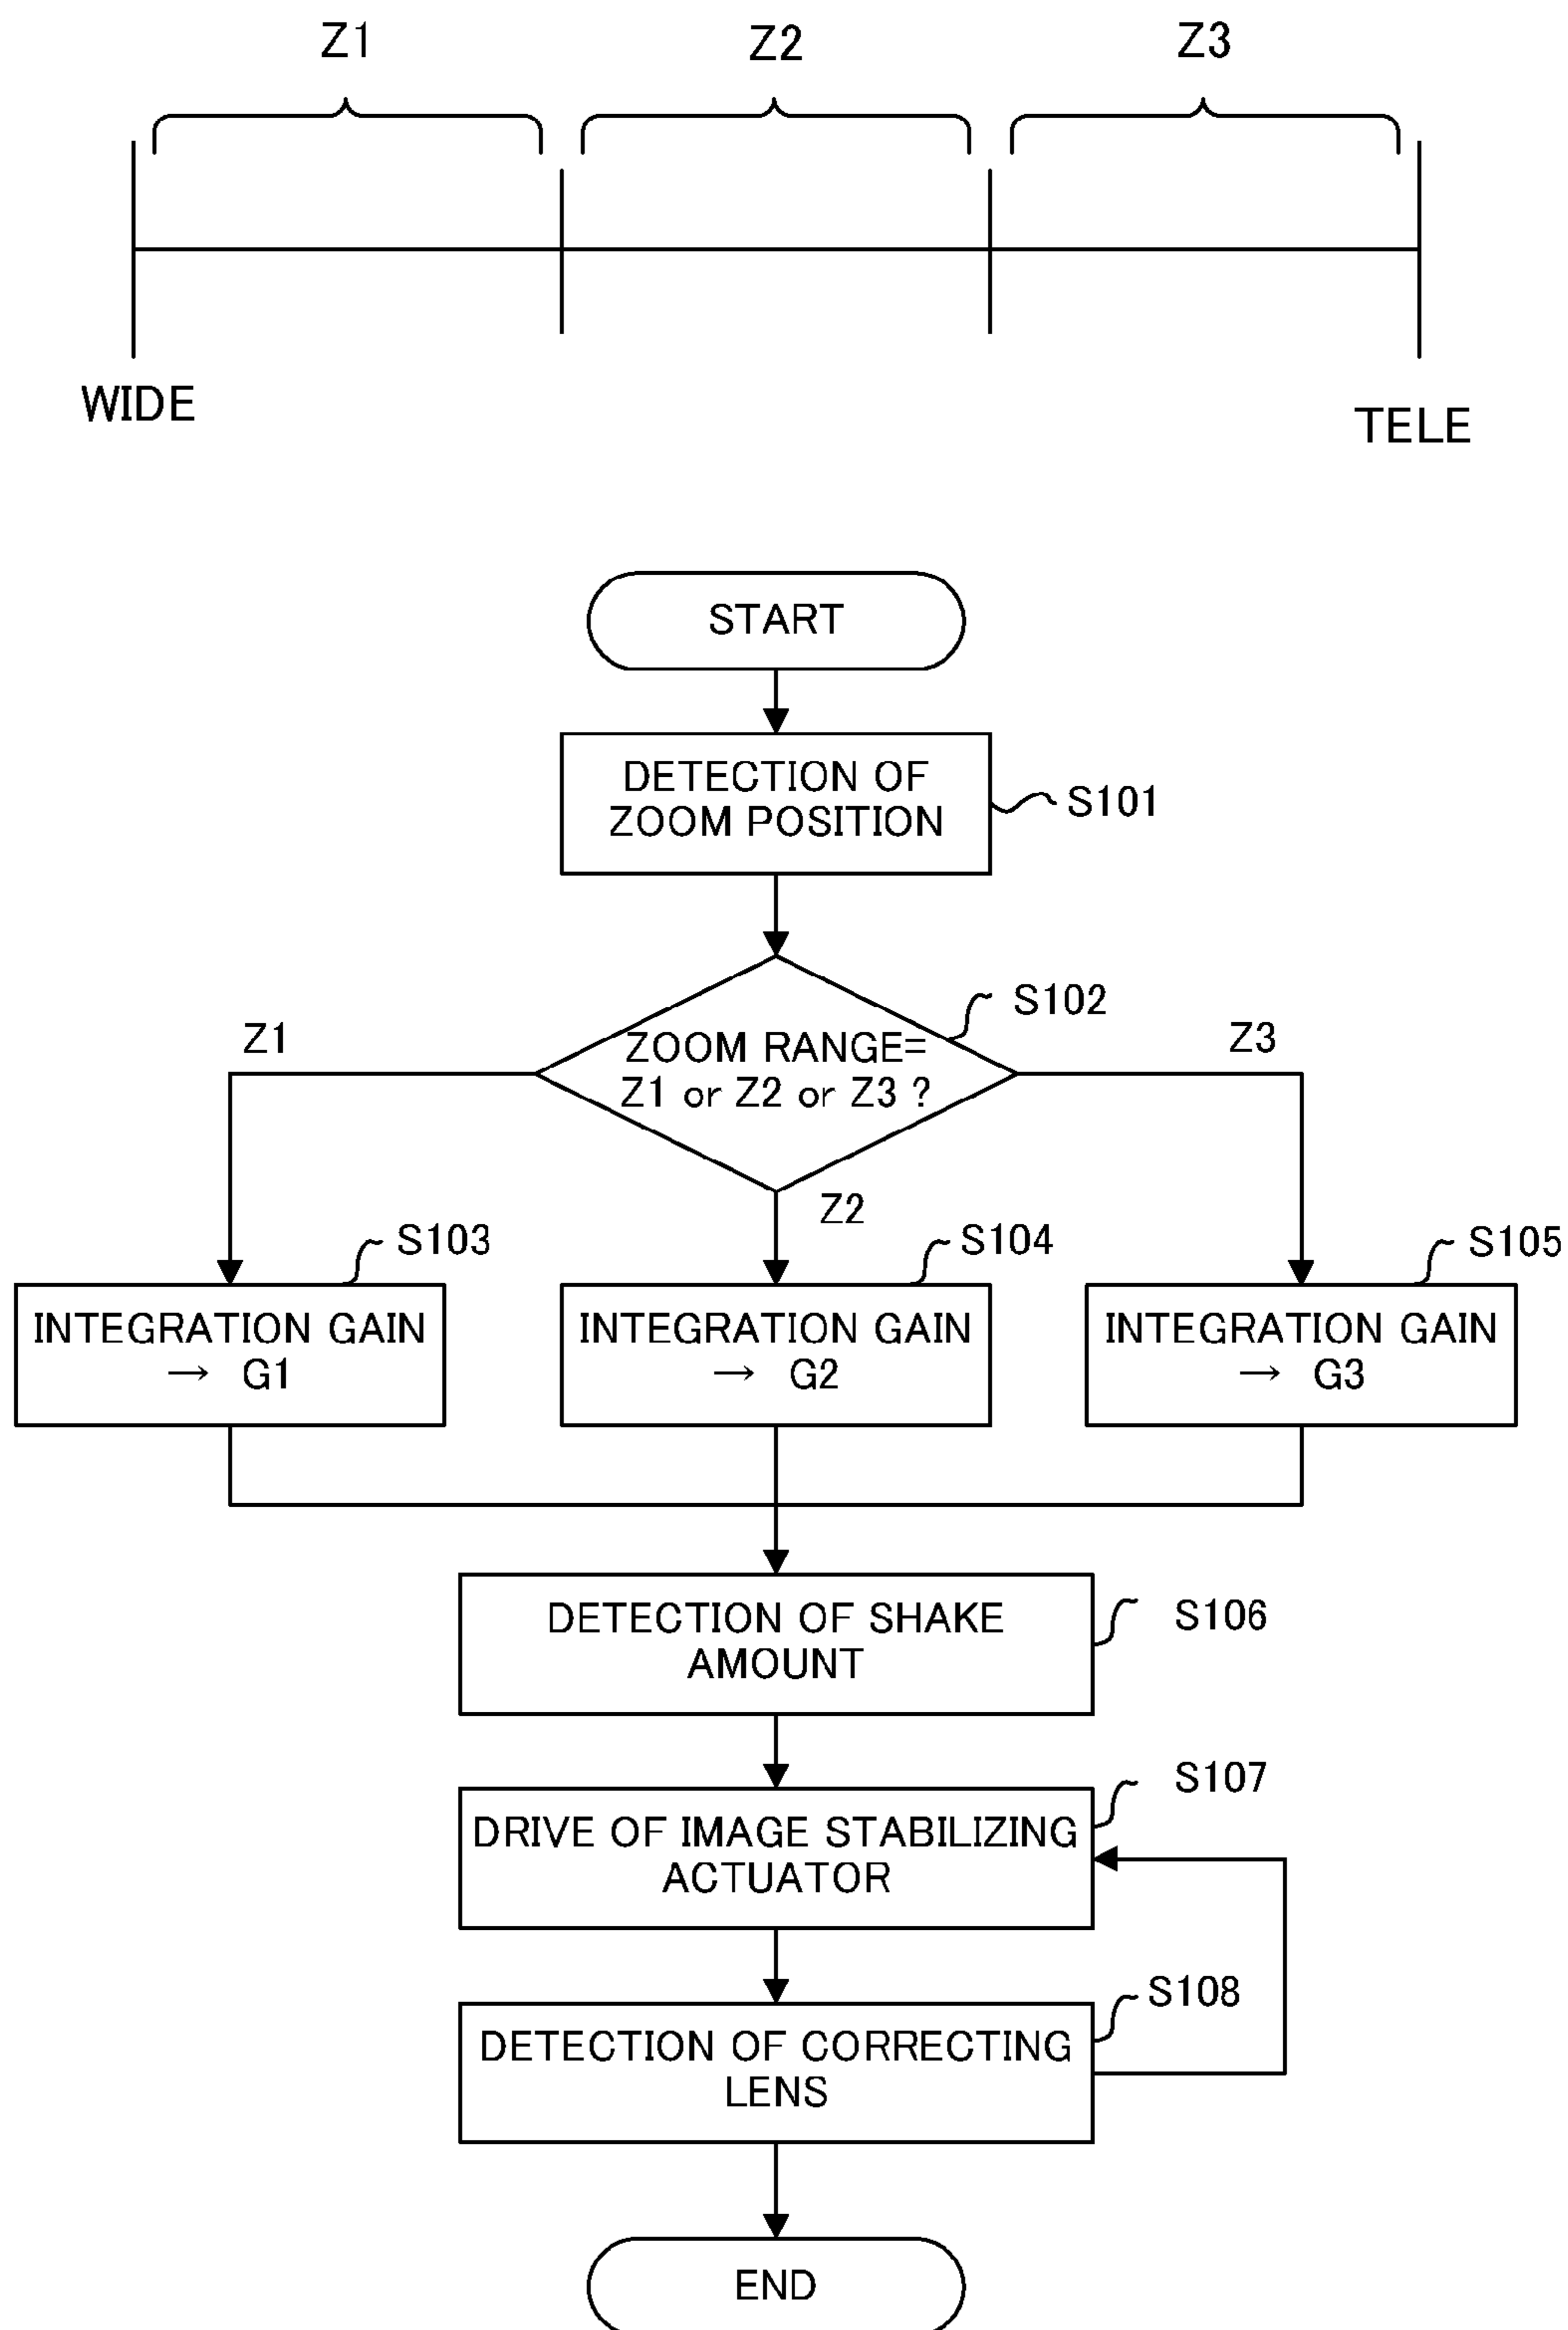 Z1
Z2
Z3
WIDE
TELE
START
DETECTION OF
ZOOM POSITION
S101
S102
Z1
ZOOM RANGE=
Z1 or Z2 or Z3 ?
Z3
Z2
S103
S104
S105
INTEGRATION GAIN
→ G1
INTEGRATION GAIN
→ G2
INTEGRATION GAIN
→ G3
DETECTION OF SHAKE
AMOUNT
S106
S107
DRIVE OF IMAGE STABILIZING
ACTUATOR
S108
DETECTION OF CORRECTING
LENS
END